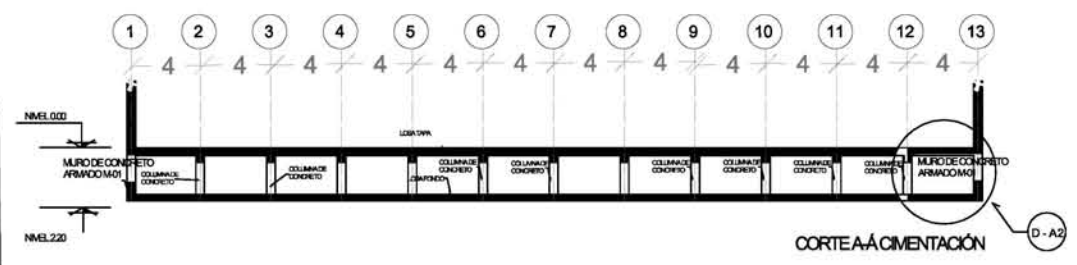 1 2 3 4 5 6 7 8 9 10 11 12 13
4 4 4 4 4 4 4 4 4 4 4 4
NIVEL 0.00
LOSA TAPA
MURO DE CONCRETO
ARMADO M-01
COLUMNA DE
CONCRETO
COLUMNA DE
CONCRETO
COLUMNA DE
CONCRETO
COLUMNA DE
CONCRETO
COLUMNA DE
CONCRETO
COLUMNA DE
CONCRETO
COLUMNA DE
CONCRETO
COLUMNA DE
CONCRETO
MURO DE CONCRETO
ARMADO M-01
NIVEL 2.20
CORTE A-Á CIMENTACIÓN
D - A2